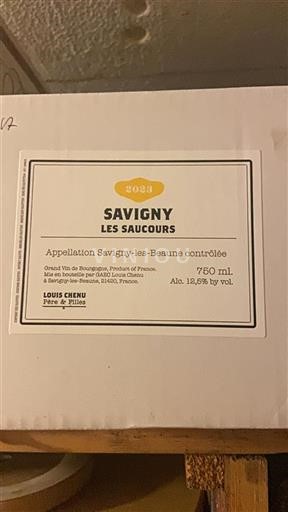 2023
SAVIGNY
LES SAUCOURS
Appellation Savigny-les-Beaune contrôlée
VINIOU
Grand Vin de Bourgogne, Produce of France.
Mis en bouteille par GAEC Louis Chenu
à Savigny-les-Beaune, 21420, France.
750 ml.
Alc. 12,5% by vol.
LOUIS CHENU
Père & Filles